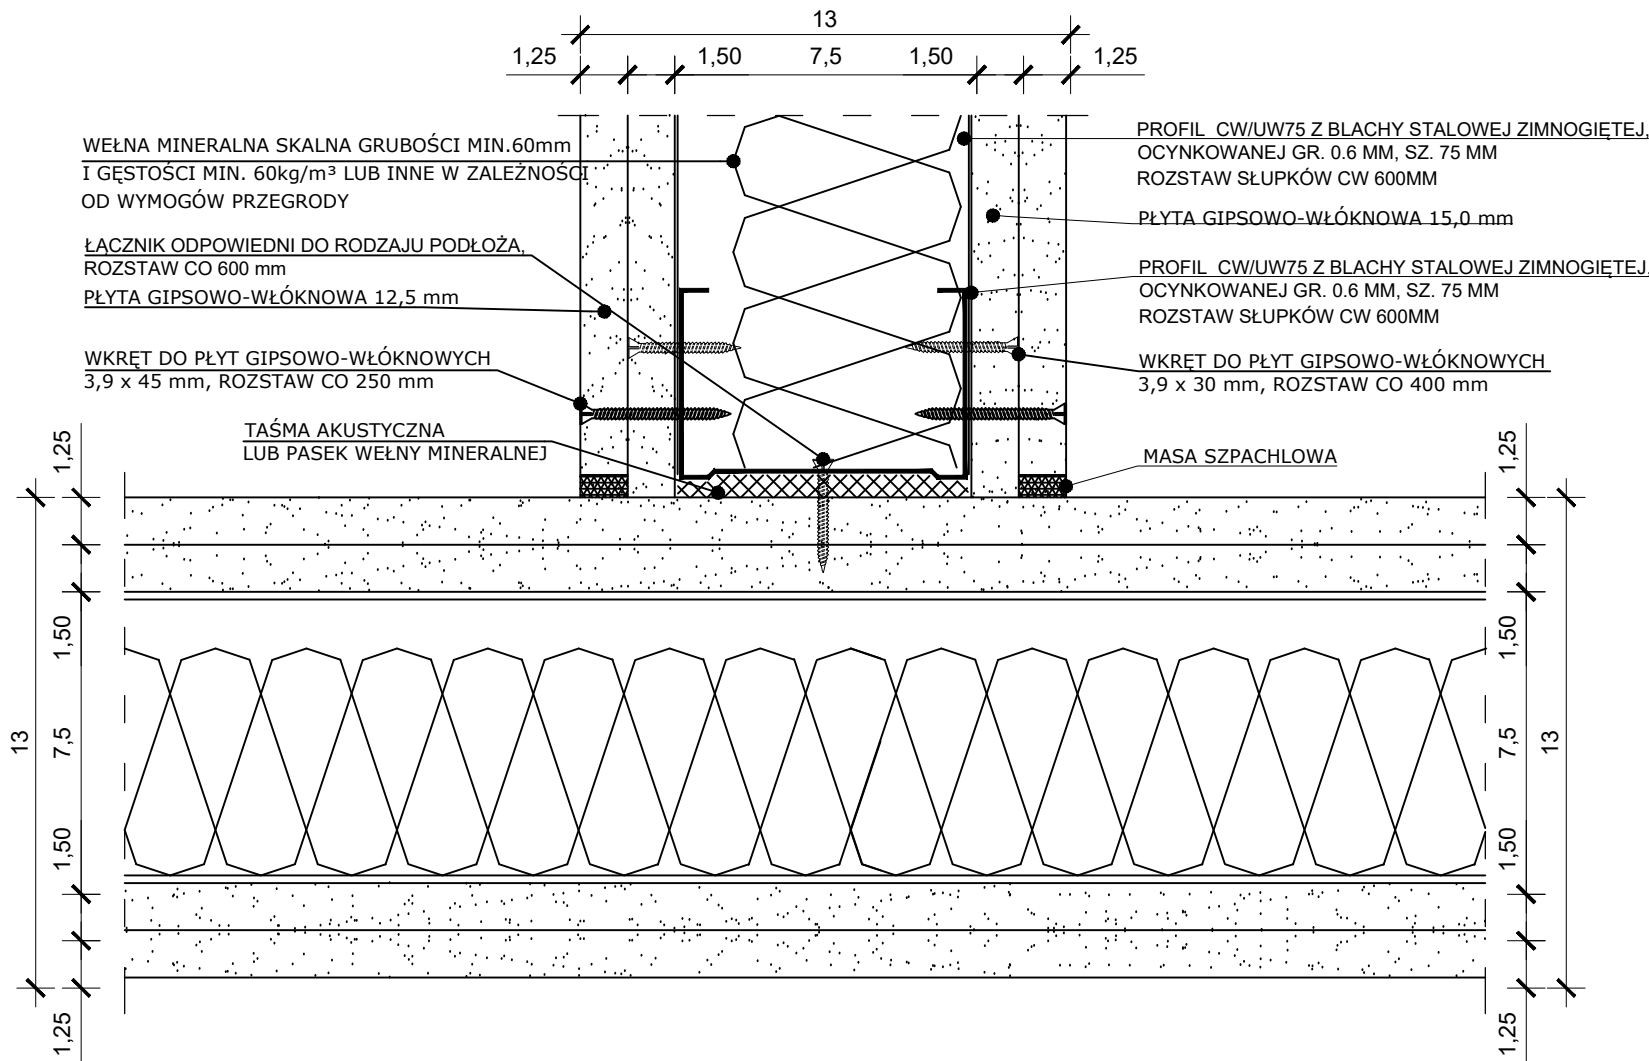 13
1,25 1,50 7,5 1,50 1,25
WEŁNA MINERALNA SKALNA GRUBOŚCI MIN.60mm
I GĘSTOŚCI MIN. 60kg/m³ LUB INNE W ZALEŻNOŚCI
OD WYMOGÓW PRZEGRODY
ŁĄCZNIK ODPOWIEDNI DO RODZAJU PODŁOŻA,
ROZSTAW CO 600 mm
PŁYTA GIPSOWO-WŁÓKNOWA 12,5 mm
WKRĘT DO PŁYT GIPSOWO-WŁÓKNOWYCH
3,9 x 45 mm, ROZSTAW CO 250 mm
TAŚMA AKUSTYCZNA
LUB PASEK WEŁNY MINERALNEJ
PROFIL CW/UW75 Z BLACHY STALOWEJ ZIMNOGIĘTEJ,
OCYNKOWANEJ GR. 0.6 MM, SZ. 75 MM
ROZSTAW SŁUPKÓW CW 600MM
PŁYTA GIPSOWO-WŁÓKNOWA 15,0 mm
PROFIL CW/UW75 Z BLACHY STALOWEJ ZIMNOGIĘTEJ,
OCYNKOWANEJ GR. 0.6 MM, SZ. 75 MM
ROZSTAW SŁUPKÓW CW 600MM
WKRĘT DO PŁYT GIPSOWO-WŁÓKNOWYCH
3,9 x 30 mm, ROZSTAW CO 400 mm
MASA SZPACHLOWA
1,25
1,50
7,5
1,50
1,25
13
1,25
1,50
7,5
1,50
1,25
13